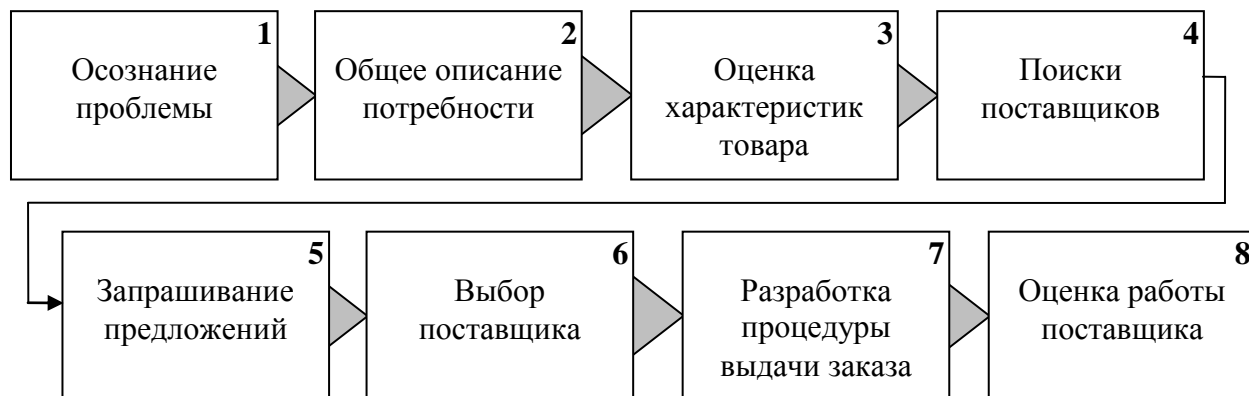 1
Осознание
проблемы
2
Общее описание
потребности
3
Оценка
характеристик
товара
4
Поиски
поставщиков
5
Запрашивание
предложений
6
Выбор
поставщика
7
Разработка
процедуры
выдачи заказа
8
Оценка работы
поставщика